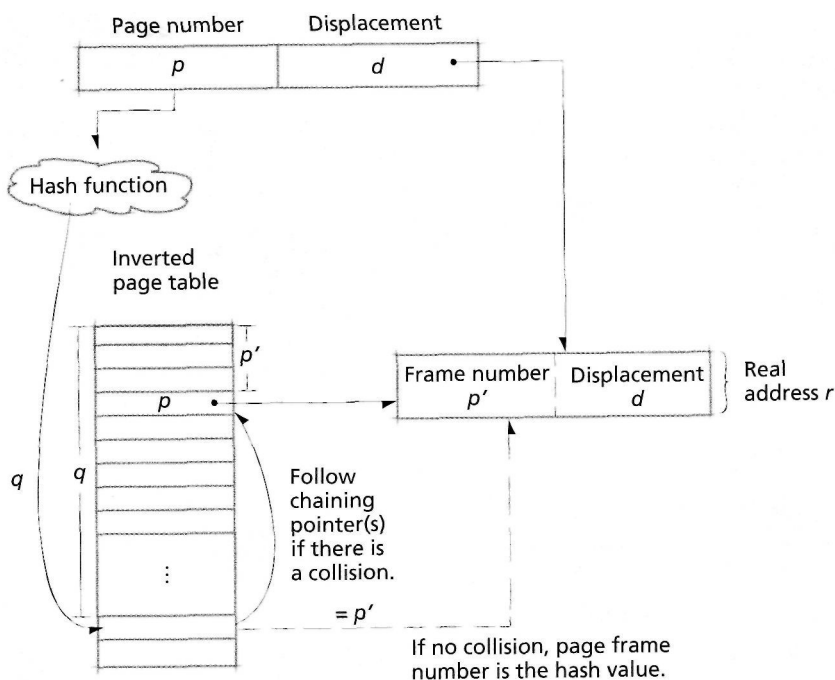 Page number Displacement
p d
Hash function
Inverted
page table
p′
Frame number Displacement
p′ d
Real
address r
p
q q
Follow
chaining
pointer(s)
if there is
a collision.
⋮
= p′
If no collision, page frame
number is the hash value.